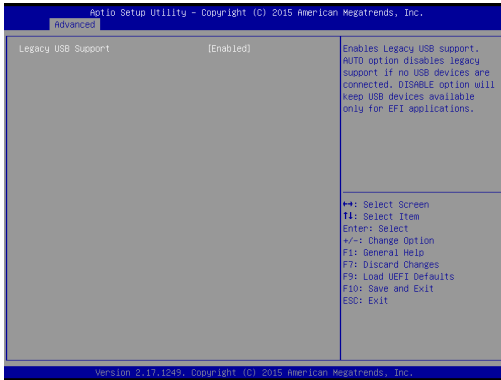 Aptio Setup Utility - Copyright (C) 2015 American Megatrends, Inc.
Advanced
Legacy USB Support [Enabled]
Enables Legacy USB support.
AUTO option disables legacy
support if no USB devices are
connected. DISABLE option will
keep USB devices available
only for EFI applications.
↔: Select Screen
↑↓: Select Item
Enter: Select
+/-: Change Option
F1: General Help
F7: Discard Changes
F9: Load UEFI Defaults
F10: Save and Exit
ESC: Exit
Version 2.17.1249. Copyright (C) 2015 American Megatrends, Inc.